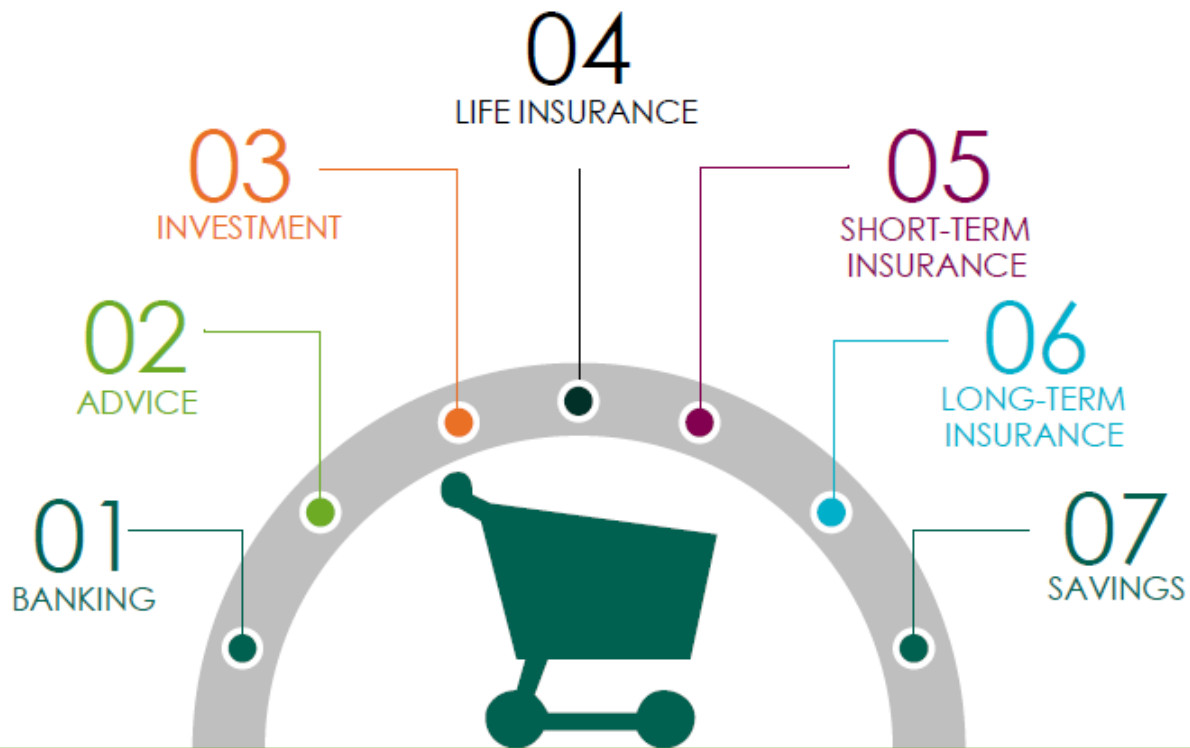 01
BANKING
02
ADVICE
03
INVESTMENT
04
LIFE INSURANCE
05
SHORT-TERM
INSURANCE
06
LONG-TERM
INSURANCE
07
SAVINGS